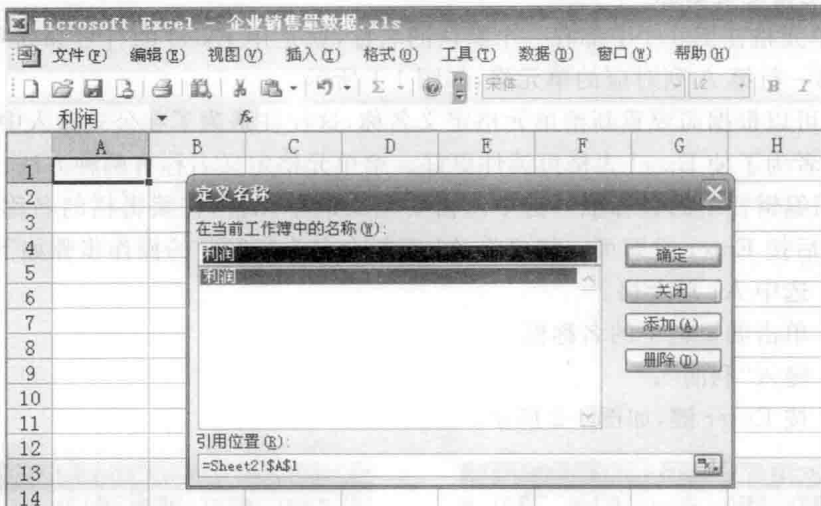 Microsoft Excel - 企业销售量数据.xls
文件(F) 编辑(E) 视图(V) 插入(I) 格式(O) 工具(T) 数据(D) 窗口(W) 帮助(H)
Σ 宋体 12 B I
利润 fx
A B C D E F G H
1
2
3
4
5
6
7
8
9
10
11
12
13
14
定义名称
在当前工作簿中的名称(W):
利润
确定
利润
关闭
添加(A)
删除(D)
引用位置(R):
=Sheet2!$A$1